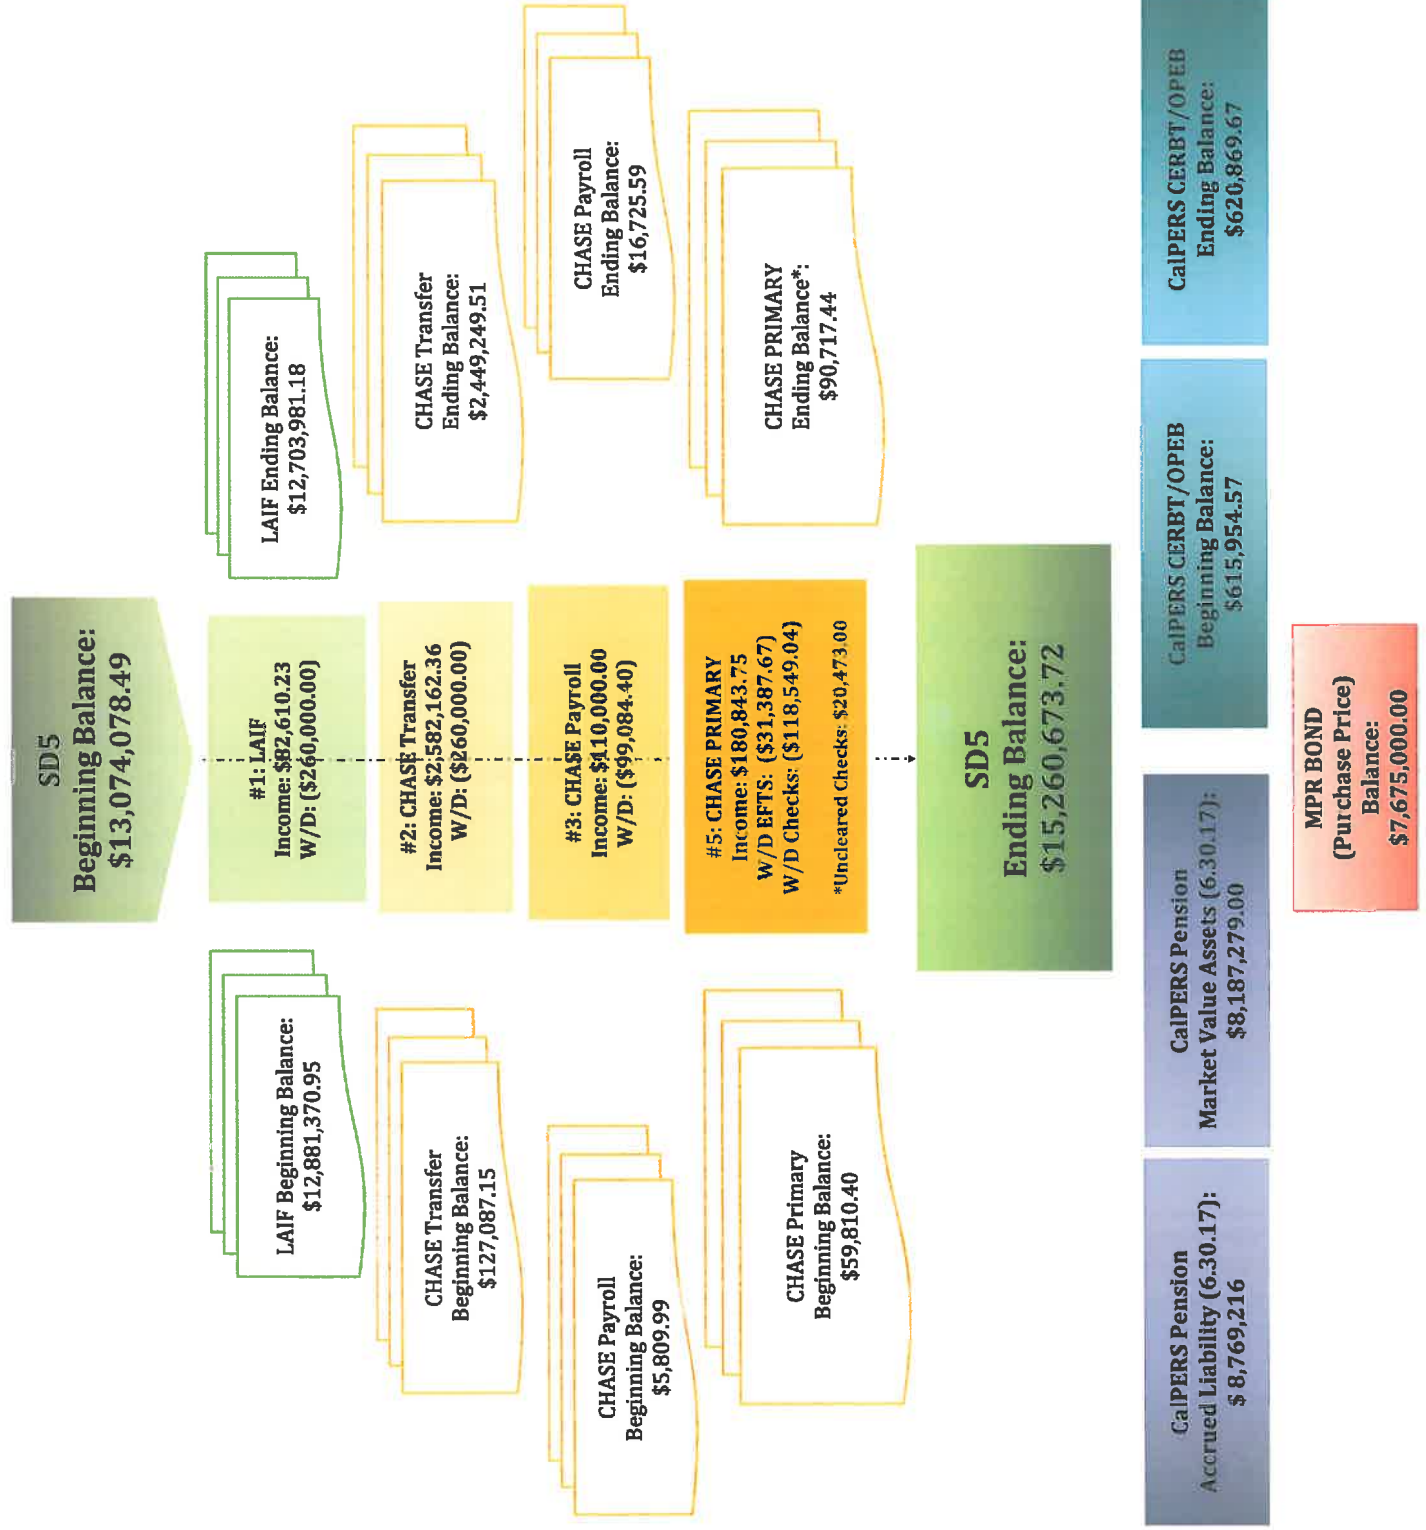 SD5
Beginning Balance:
$13,074,078.49
LAIF Beginning Balance:
$12,881,370.95
#1: LAIF
Income: $82,610.23
W/D: ($260,000.00)
LAIF Ending Balance:
$12,703,981.18
CHASE Transfer
Beginning Balance:
$127,087.15
#2: CHASE Transfer
Income: $2,582,162.36
W/D: ($260,000.00)
CHASE Transfer
Ending Balance:
$2,449,249.51
CHASE Payroll
Beginning Balance:
$5,809.99
#3: CHASE Payroll
Income: $110,000.00
W/D: ($99,084.40)
CHASE Payroll
Ending Balance:
$16,725.59
CHASE Primary
Beginning Balance:
$59,810.40
#5: CHASE PRIMARY
Income: $180,843.75
W/D EFTS: ($31,387.67)
W/D Checks: ($118,549.04)
*Uncleared Checks: $20,473.00
CHASE PRIMARY
Ending Balance*:
$90,717.44
SD5
Ending Balance:
$15,260,673.72
CalPERS Pension
Accrued Liability (6.30.17):
$ 8,769,216
CalPERS Pension
Market Value Assets (6.30.17):
$8,187,279.00
CalPERS CERBT/OPEB
Beginning Balance:
$615,954.57
CalPERS CERBT/OPEB
Ending Balance:
$620,869.67
MPR BOND
(Purchase Price)
Balance:
$7,675,000.00